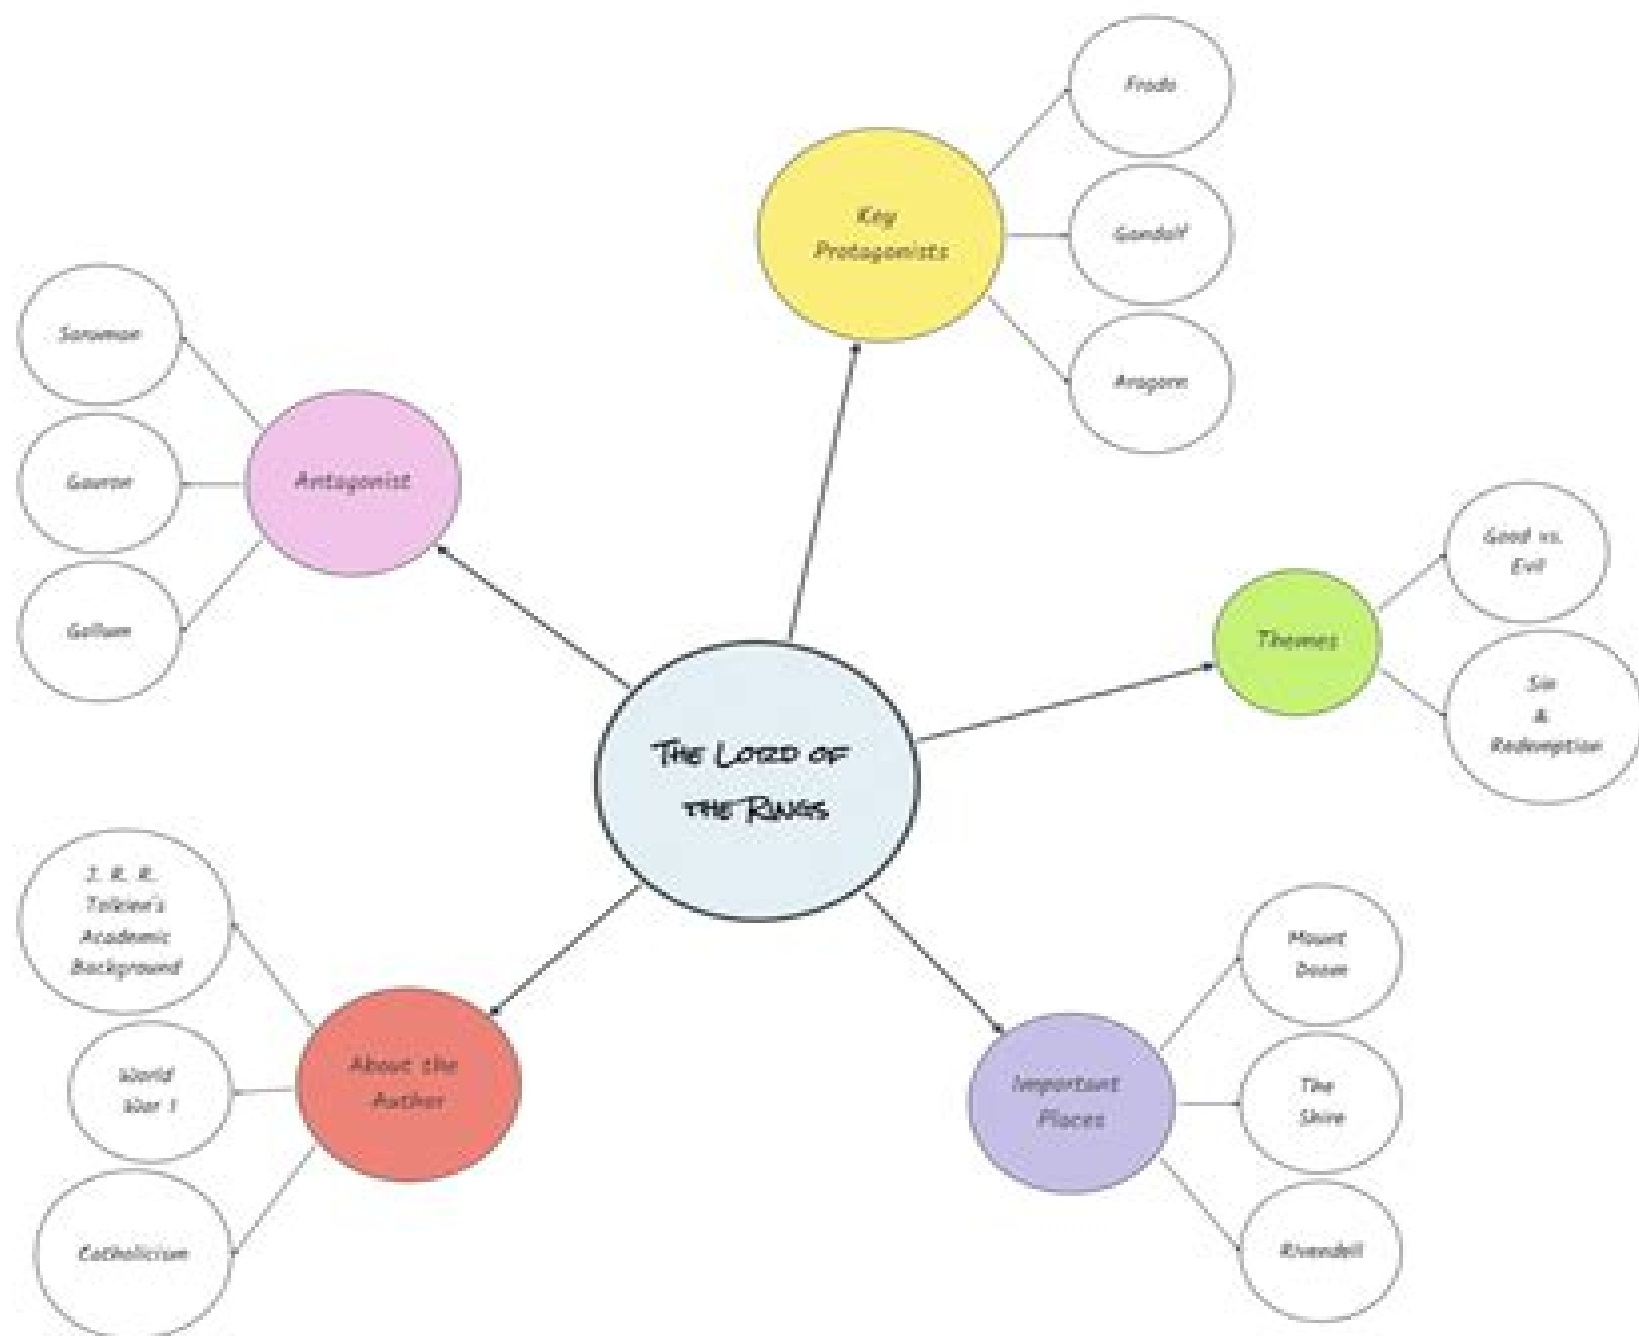 Frodo
Key
Protagonists
Gandalf
Aragorn
Saruman
Antagonist
Gauron
Gollum
Good vs.
Evil
Themes
Sin
&
Redemption
THE LORD OF
THE RINGS
J. R. R.
Tolkien's
Academic
Background
About the
Author
World
War 1
Catholicism
Mount
Doom
Important
Places
The
Shire
Rivendell